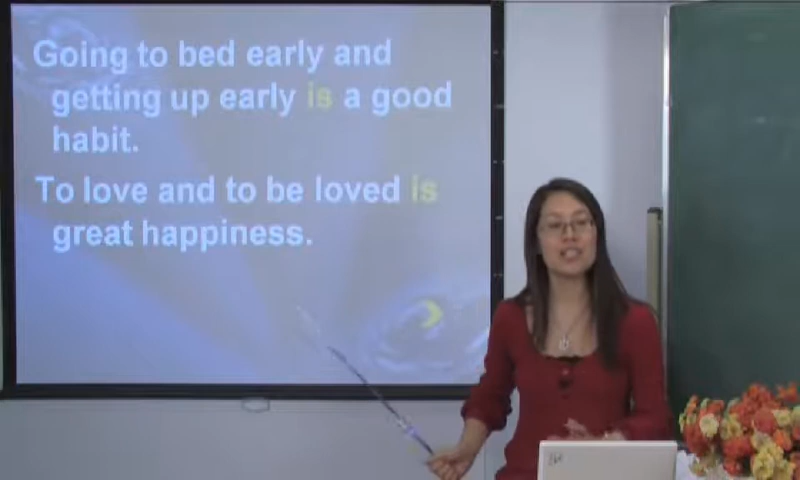 Going to bed early and
getting up early is a good
habit.
To love and to be loved is
great happiness.